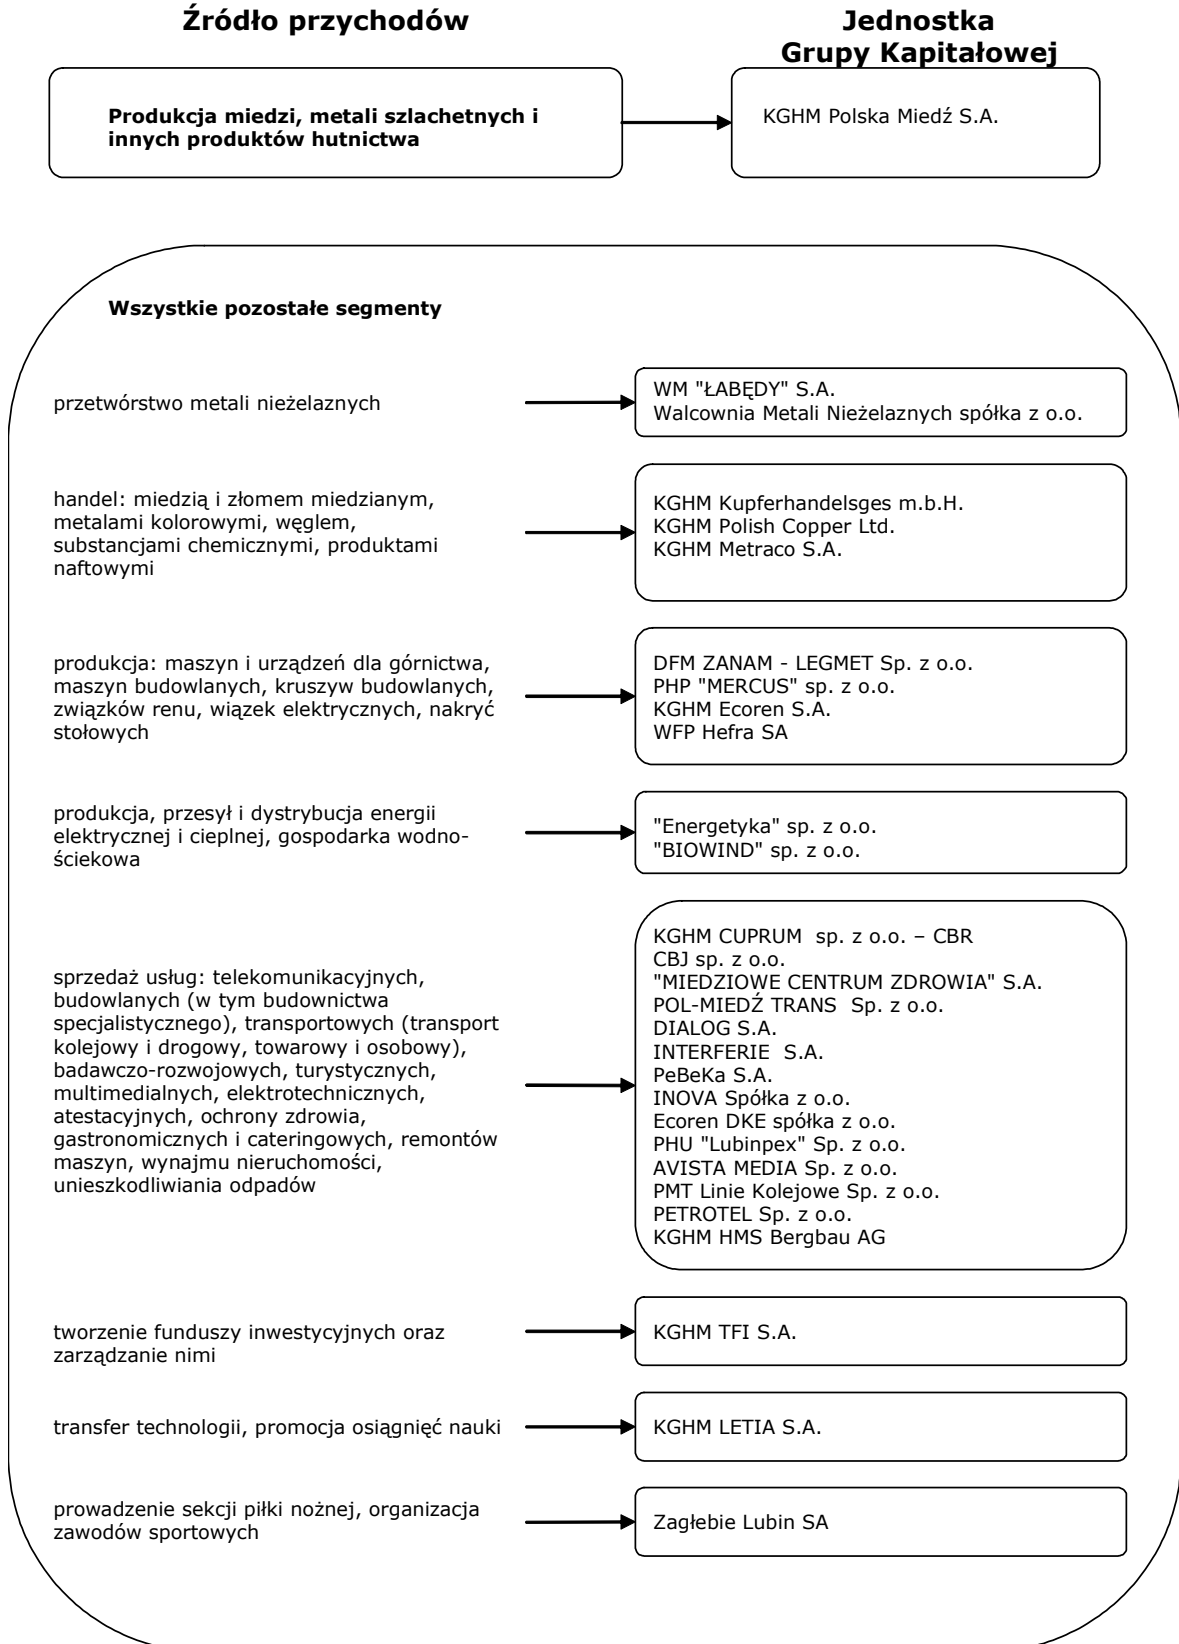 Źródło przychodów
Jednostka
Grupy Kapitałowej
Produkcja miedzi, metali szlachetnych i
innych produktów hutnictwa
KGHM Polska Miedź S.A.
Wszystkie pozostałe segmenty
przetwórstwo metali nieżelaznych
WM "ŁABĘDY" S.A.
Walcownia Metali Nieżelaznych spółka z o.o.
handel: miedzią i złomem miedzianym,
metalami kolorowymi, węglem,
substancjami chemicznymi, produktami
naftowymi
KGHM Kupferhandelsges m.b.H.
KGHM Polish Copper Ltd.
KGHM Metraco S.A.
produkcja: maszyn i urządzeń dla górnictwa,
maszyn budowlanych, kruszyw budowlanych,
związków renu, wiązek elektrycznych, nakryć
stołowych
DFM ZANAM - LEGMET Sp. z o.o.
PHP "MERCUS" sp. z o.o.
KGHM Ecoren S.A.
WFP Hefra SA
produkcja, przesył i dystrybucja energii
elektrycznej i cieplnej, gospodarka wodno-
ściekowa
"Energetyka" sp. z o.o.
"BIOWIND" sp. z o.o.
sprzedaż usług: telekomunikacyjnych,
budowlanych (w tym budownictwa
specjalistycznego), transportowych (transport
kolejowy i drogowy, towarowy i osobowy),
badawczo-rozwojowych, turystycznych,
multimedialnych, elektrotechnicznych,
atestacyjnych, ochrony zdrowia,
gastronomicznych i cateringowych, remontów
maszyn, wynajmu nieruchomości,
unieszkodliwiania odpadów
KGHM CUPRUM sp. z o.o. – CBR
CBJ sp. z o.o.
"MIEDZIOWE CENTRUM ZDROWIA" S.A.
POL-MIEDŹ TRANS Sp. z o.o.
DIALOG S.A.
INTERFERIE S.A.
PeBeKa S.A.
INOVA Spółka z o.o.
Ecoren DKE spółka z o.o.
PHU "Lubinpex" Sp. z o.o.
AVISTA MEDIA Sp. z o.o.
PMT Linie Kolejowe Sp. z o.o.
PETROTEL Sp. z o.o.
KGHM HMS Bergbau AG
tworzenie funduszy inwestycyjnych oraz
zarządzanie nimi
KGHM TFI S.A.
transfer technologii, promocja osiągnięć nauki
KGHM LETIA S.A.
prowadzenie sekcji piłki nożnej, organizacja
zawodów sportowych
Zagłebie Lubin SA